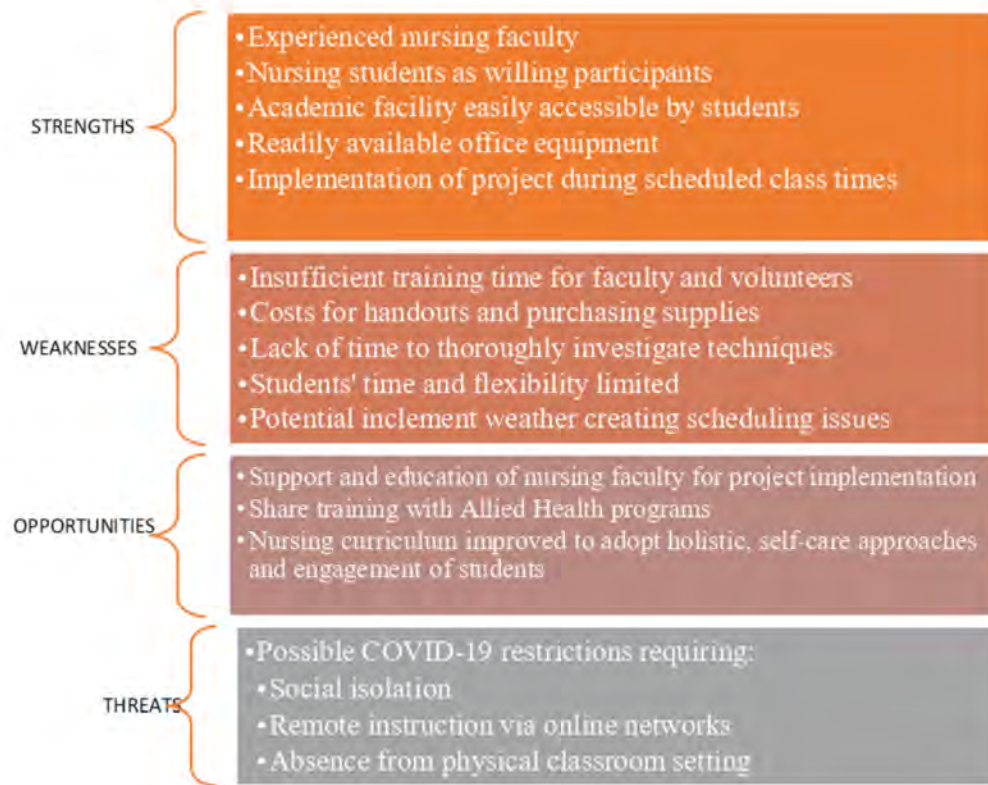 STRENGTHS
•Experienced nursing faculty
•Nursing students as willing participants
•Academic facility easily accessible by students
•Readily available office equipment
•Implementation of project during scheduled class times
WEAKNESSES
•Insufficient training time for faculty and volunteers
•Costs for handouts and purchasing supplies
•Lack of time to thoroughly investigate techniques
•Students' time and flexibility limited
•Potential inclement weather creating scheduling issues
OPPORTUNITIES
•Support and education of nursing faculty for project implementation
•Share training with Allied Health programs
•Nursing curriculum improved to adopt holistic, self-care approaches
and engagement of students
THREATS
•Possible COVID-19 restrictions requiring:
•Social isolation
•Remote instruction via online networks
•Absence from physical classroom setting